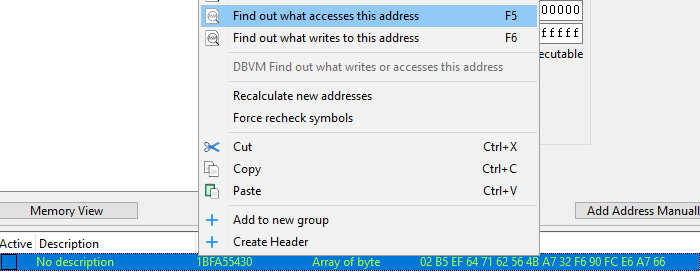 Find out what accesses this address F5
00000
Find out what writes to this address F6
fffff
DBVM Find out what writes or accesses this address
ecutable
Recalculate new addresses
Force recheck symbols
Cut Ctrl+X
Copy Ctrl+C
Paste Ctrl+V
Memory View
Add Address Manuall
Add to new group
Active Description
Create Header
No description 1BFA55430 Array of byte 02 B5 EF 64 71 62 56 4B A7 32 F6 90 FC E6 A7 66